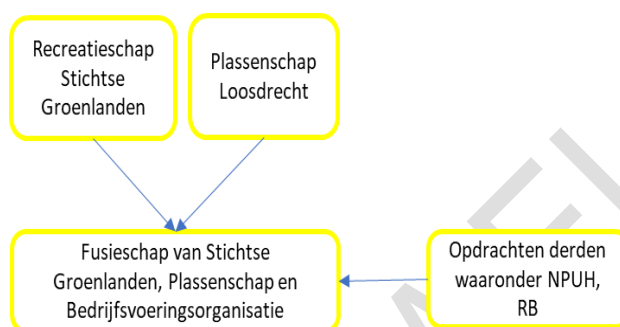 Recreatieschap
Stichtse
Groenlanden
Plassenschap
Loosdrecht
Fusieschap van Stichtse
Groenlanden, Plassenschap en
Bedrijfsvoeringsorganisatie
Opdrachten derden
waaronder NPUH,
RB